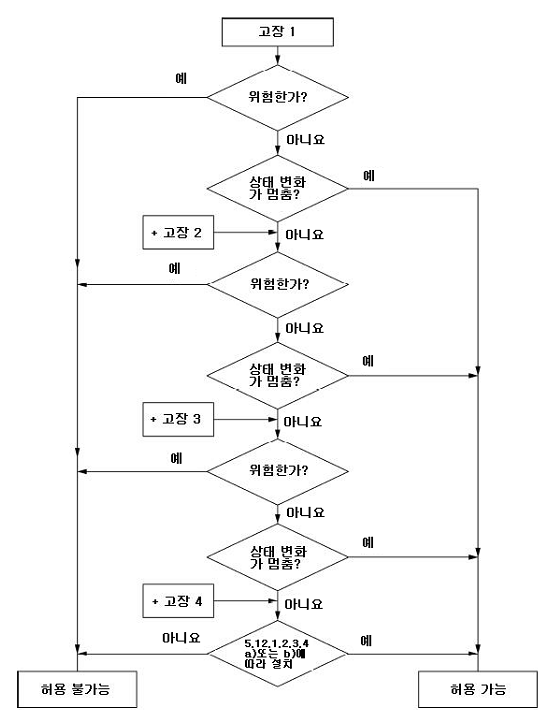 고장 1
예
위험한가?
아니요
상태 변화
가 멈춤?
예
+ 고장 2
아니요
예
위험한가?
아니요
상태 변화
가 멈춤?
예
+ 고장 3
아니요
예
위험한가?
아니요
상태 변화
가 멈춤?
예
+ 고장 4
아니요
아니요
5.12.1.2.3.4
a)또는 b)에
따라 설치
예
허용 불가능
허용 가능